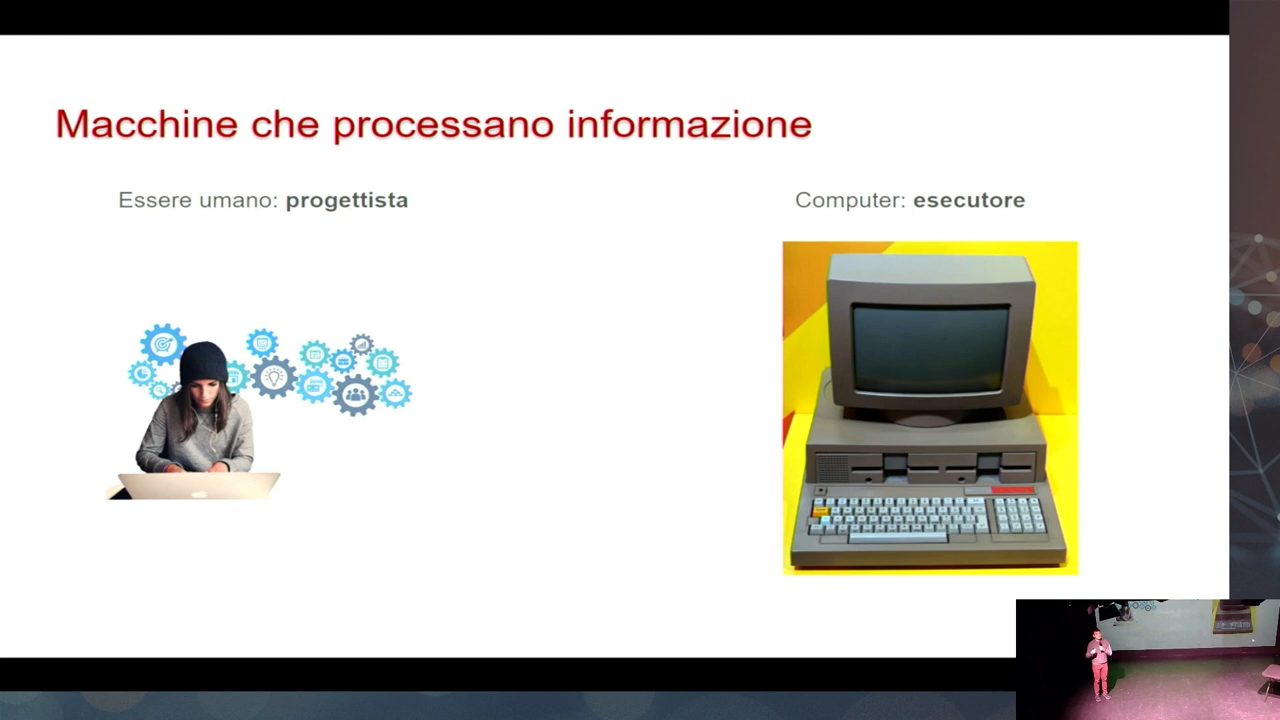 Macchine che processano informazione
Essere umano: progettista
Computer: esecutore